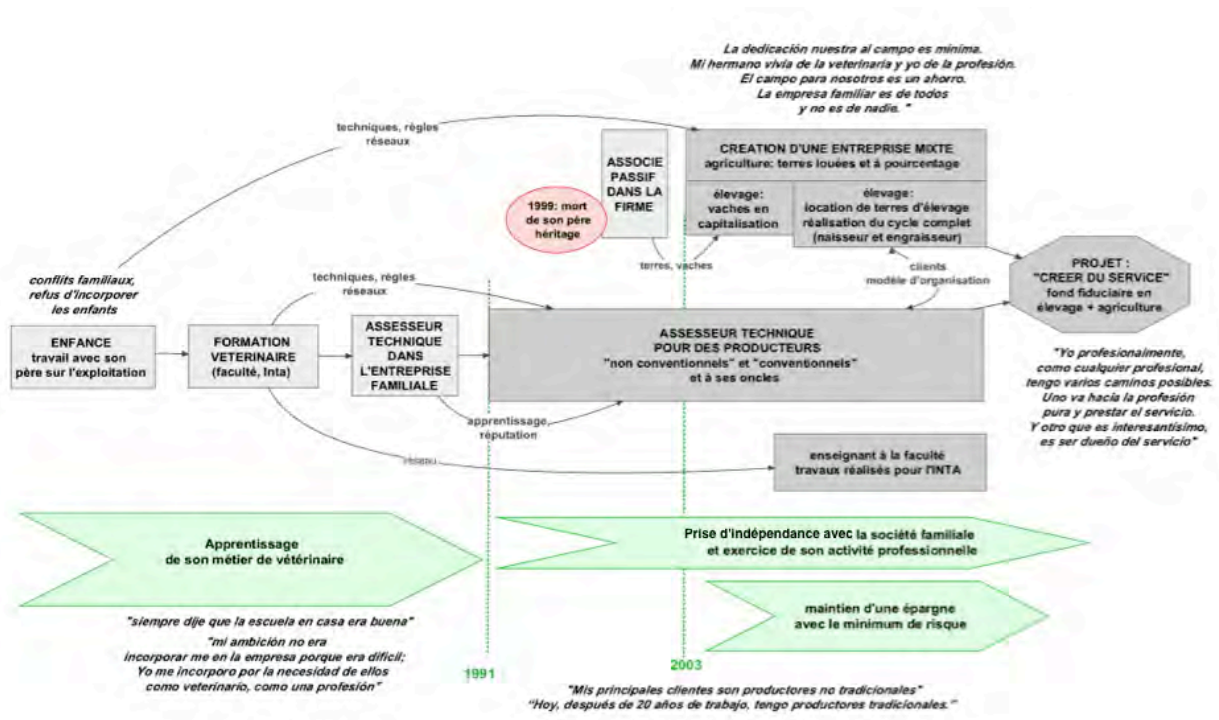 La dedicación nuestra al campo es mínima.
Mi hermano vivía de la veterinaria y yo de la profesión.
El campo para nosotros es un ahorro.
La empresa familiar es de todos
y no es de nadie. "
techniques, règles
réseaux
ASSOCIE
PASSIF
DANS LA
FIRME
CREATION D'UNE ENTREPRISE MIXTE
agriculture: terres louées et à pourcentage
élevage:
vaches en
capitalisation
élevage:
location de terres d'élevage
réalisation du cycle complet
(naisseur et engraisseur)
1999: mort
de son père
héritage
terres, vaches
clients
modèle d'organisation
PROJET :
"CREER DU SERViCE"
fond fiduciaire en
élevage + agriculture
conflits familiaux,
refus d'incorporer
les enfants
techniques, règles
réseaux
ENFANCE
travail avec son
père sur l'exploitation
FORMATION
VETERINAIRE
(faculté, Inta)
ASSESSEUR
TECHNIQUE
DANS
L'ENTREPRISE
FAMILIALE
ASSESSEUR TECHNIQUE
POUR DES PRODUCTEURS
"non conventionnels" et "conventionnels"
et à ses oncles
"Yo profesionalmente,
como cualquier profesional,
tengo varios caminos posibles.
Uno va hacia la profesión
pura y prestar el servicio.
Y otro que es interesantísimo,
es ser dueño del servicio"
apprentissage,
réputation
réseau
enseignant à la faculté
travaux réalisés pour l'INTA
Apprentissage
de son métier de vétérinaire
Prise d'indépendance avec la société familiale
et exercice de son activité professionnelle
maintien d'une épargne
avec le minimum de risque
"siempre dije que la escuela en casa era buena"
"mi ambición no era
incorporar me en la empresa porque era difícil;
Yo me incorporo por la necesidad de ellos
como veterinario, como una profesión"
1991
2003
"Mis principales clientes son productores no tradicionales"
"Hoy, después de 20 años de trabajo, tengo productores tradicionales."